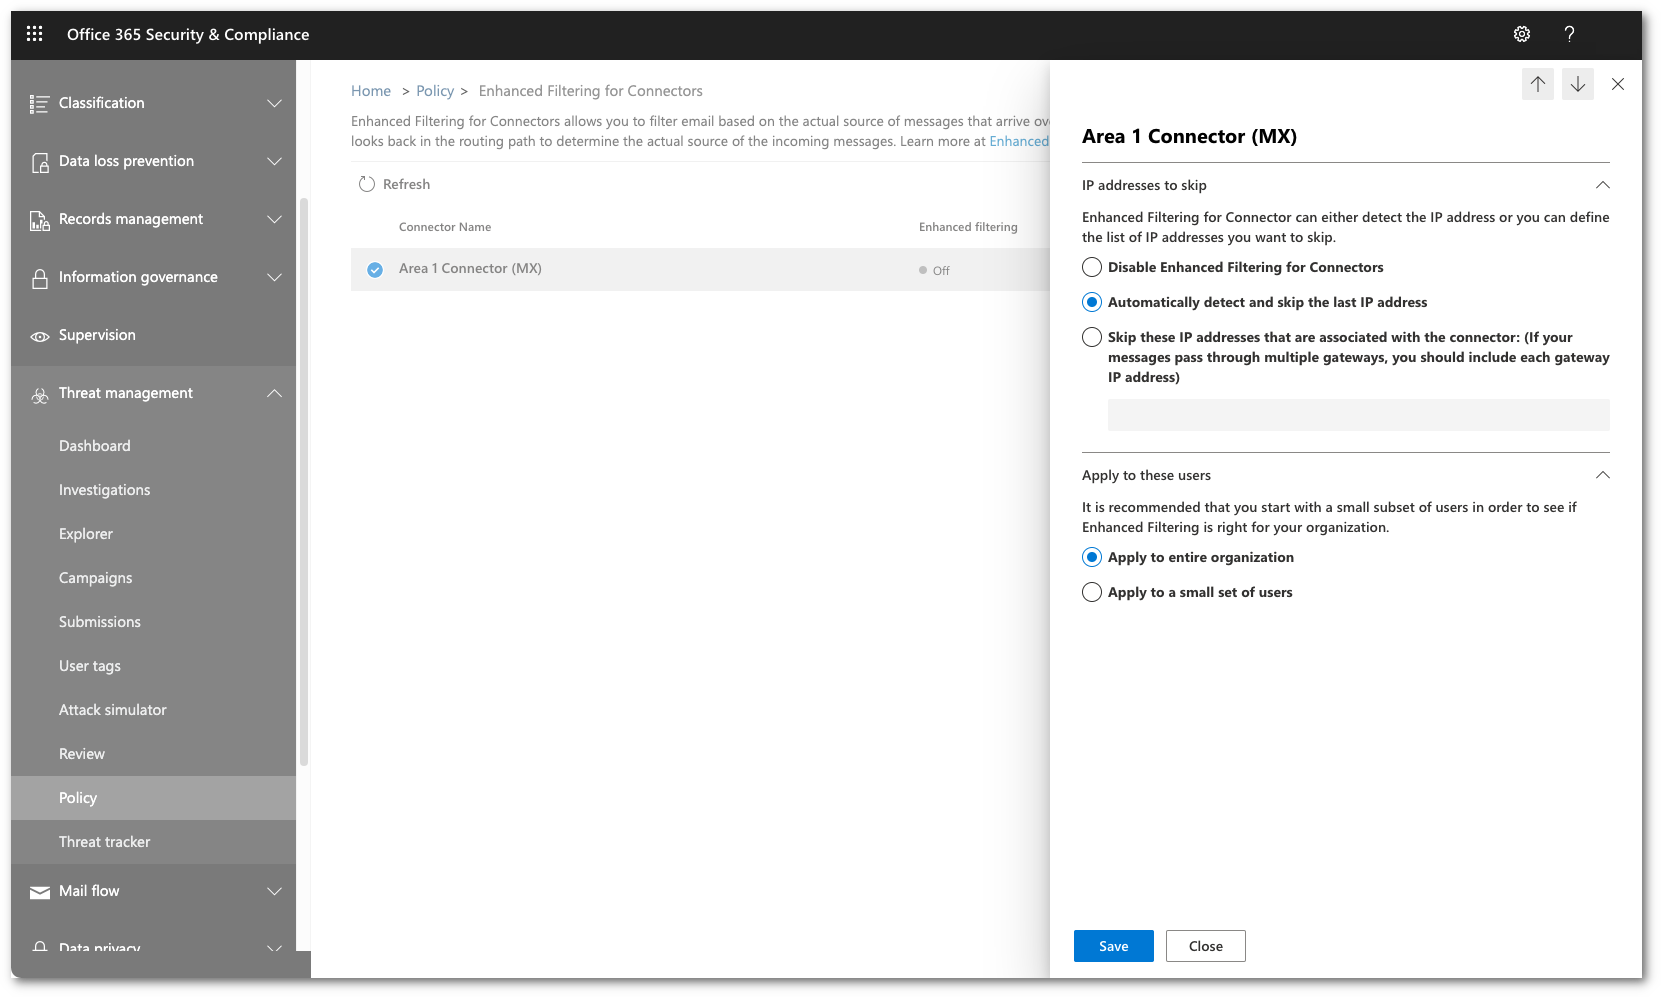 Office 365 Security & Compliance
?
Classification
Data loss prevention
Records management
Information governance
Supervision
Threat management
Dashboard
Investigations
Explorer
Campaigns
Submissions
User tags
Attack simulator
Review
Policy
Threat tracker
Mail flow
Data privacy
Home > Policy > Enhanced Filtering for Connectors
Enhanced Filtering for Connectors allows you to filter email based on the actual source of messages that arrive
looks back in the routing path to determine the actual source of the incoming messages. Learn more at Enhanced
Refresh
Connector Name Enhanced filtering
Area 1 Connector (MX) Off
Area 1 Connector (MX)
IP addresses to skip
Enhanced Filtering for Connector can either detect the IP address or you can define
the list of IP addresses you want to skip.
Disable Enhanced Filtering for Connectors
Automatically detect and skip the last IP address
Skip these IP addresses that are associated with the connector: (If your
messages pass through multiple gateways, you should include each gateway
IP address)
Apply to these users
It is recommended that you start with a small subset of users in order to see if
Enhanced Filtering is right for your organization.
Apply to entire organization
Apply to a small set of users
Save Close